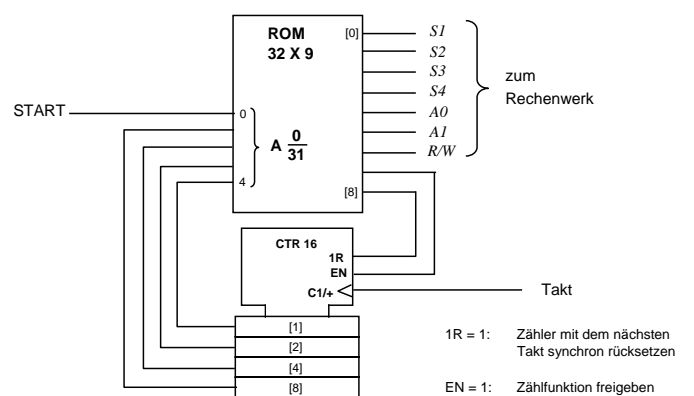 ROM
32 X 9
[0]
S1
S2
S3
S4
A0
A1
R/W
zum
Rechenwerk
START
0
4
A 0
31
[8]
CTR 16
1R
EN
C1/+
Takt
[1]
[2]
[4]
[8]
1R = 1: Zähler mit dem nächsten
Takt synchron rücksetzen
EN = 1: Zählfunktion freigeben